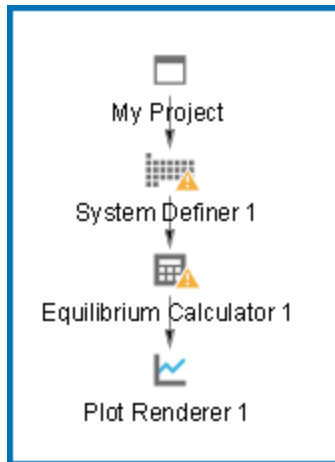 My Project
System Definer 1
Equilibrium Calculator 1
Plot Renderer 1